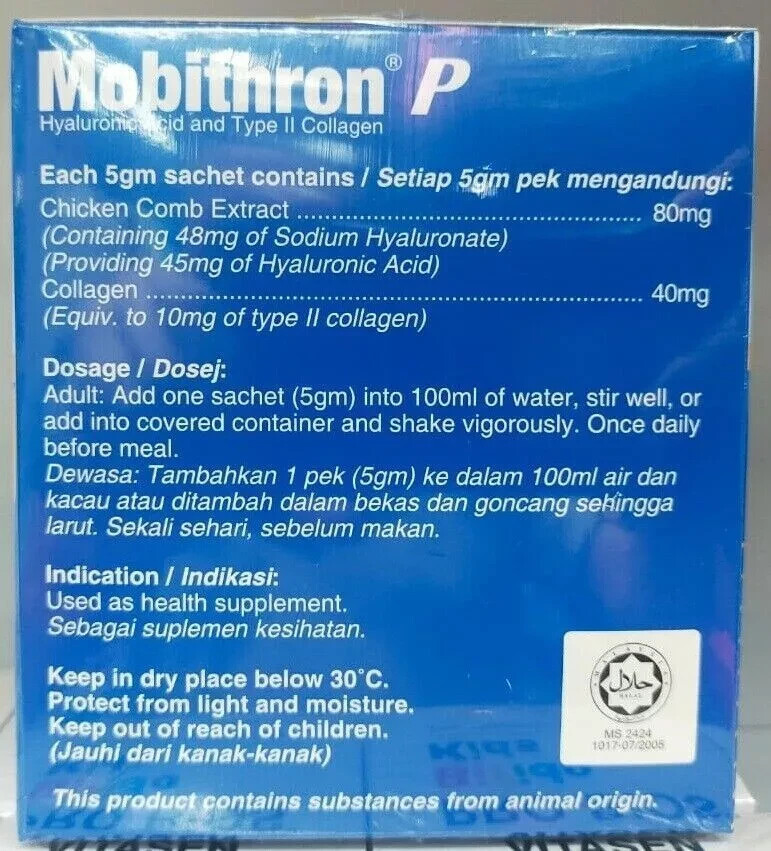 Mobithron® P
Hyaluronic Acid and Type II Collagen
Each 5gm sachet contains / Setiap 5gm pek mengandungi:
Chicken Comb Extract .................................................. 80mg
(Containing 48mg of Sodium Hyaluronate)
(Providing 45mg of Hyaluronic Acid)
Collagen ........................................................................ 40mg
(Equiv. to 10mg of type II collagen)
Dosage / Dosej:
Adult: Add one sachet (5gm) into 100ml of water, stir well, or
add into covered container and shake vigorously. Once daily
before meal.
Dewasa: Tambahkan 1 pek (5gm) ke dalam 100ml air dan
kacau atau ditambah dalam bekas dan goncang sehingga
larut. Sekali sehari, sebelum makan.
Indication / Indikasi:
Used as health supplement.
Sebagai suplemen kesihatan.
Keep in dry place below 30˚C.
Protect from light and moisture.
Keep out of reach of children.
(Jauhi dari kanak-kanak)
MALAYSIA
حلال
HALAL
MS 2424
1017-07/2005
This product contains substances from animal origin.